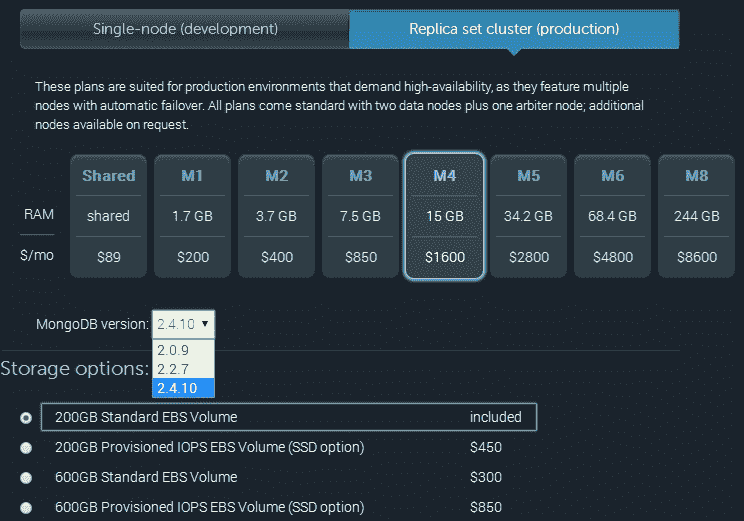 Single-node (development) Replica set cluster (production)
These plans are suited for production environments that demand high-availability, as they feature multiple
nodes with automatic failover. All plans come standard with two data nodes plus one arbiter node; additional
nodes available on request.
Shared M1 M2 M3 M4 M5 M6 M8
RAM shared 1.7 GB 3.7 GB 7.5 GB 15 GB 34.2 GB 68.4 GB 244 GB
$/mo $89 $200 $400 $850 $1600 $2800 $4800 $8600
MongoDB version: 2.4.10
2.0.9
2.2.7
Storage options: 2.4.10
200GB Standard EBS Volume included
200GB Provisioned IOPS EBS Volume (SSD option) $450
600GB Standard EBS Volume $300
600GB Provisioned IOPS EBS Volume (SSD option) $850